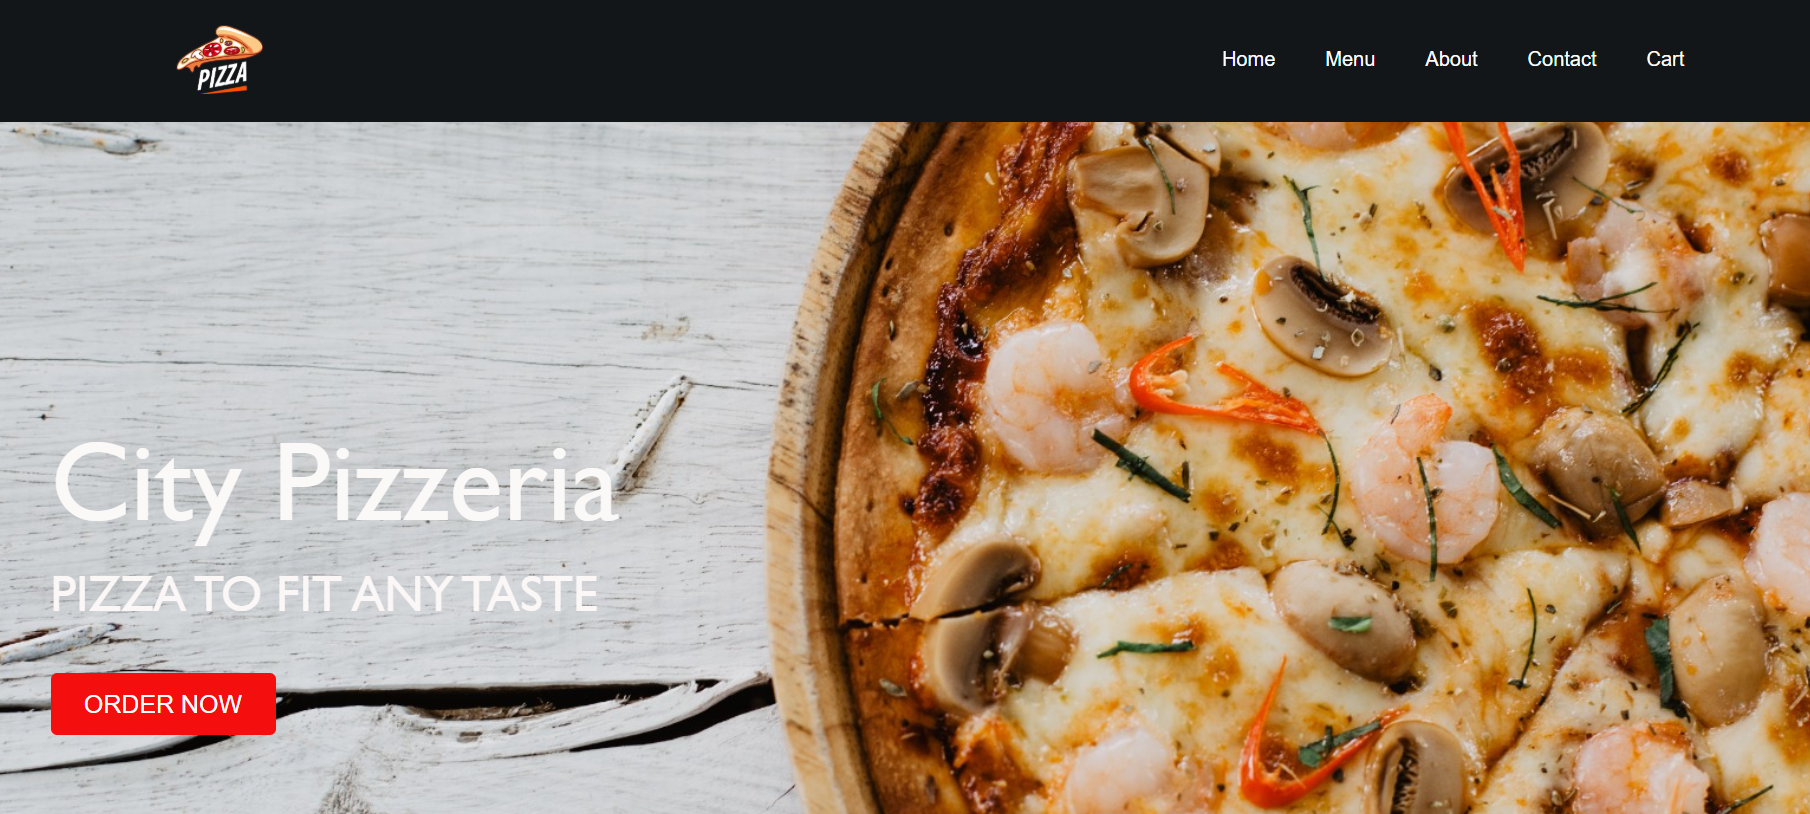 PIZZA
Home
Menu
About
Contact
Cart
City Pizzeria
PIZZA TO FIT ANY TASTE
ORDER NOW